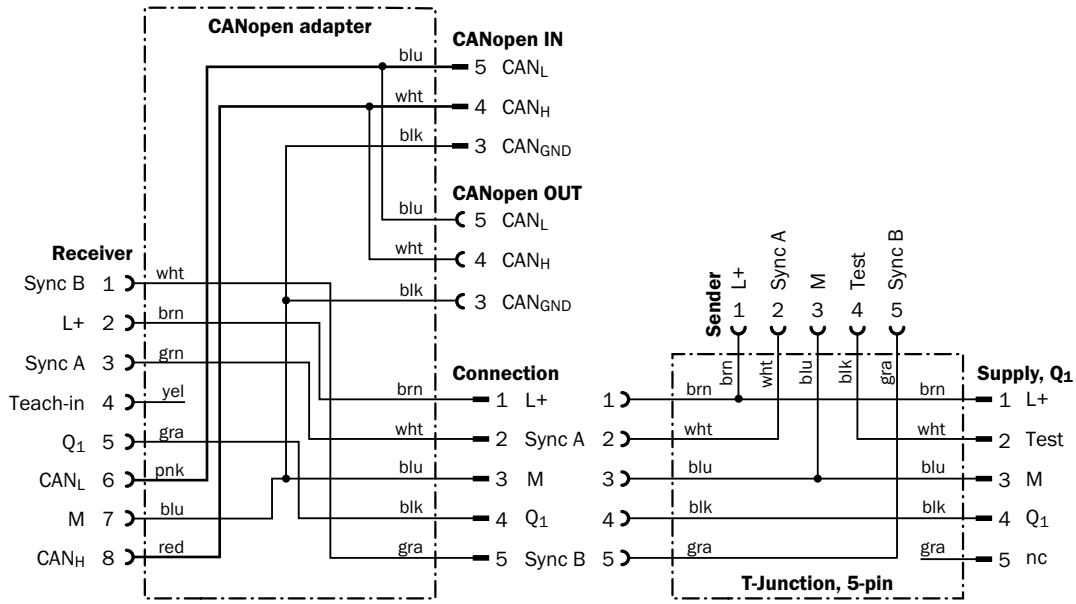 CANopen adapter
CANopen IN
blu 5 CANL
wht 4 CANH
blk 3 CANGND
CANopen OUT
blu 5 CANL
wht 4 CANH
blk 3 CANGND
Receiver
Sync B 1 wht
L+ 2 brn
Sync A 3 grn
Teach-in 4 yel
Q1 5 gra
CANL 6 pnk
M 7 blu
CANH 8 red
Connection
brn 1 L+
wht 2 Sync A
blu 3 M
blk 4 Q1
gra 5 Sync B
Sender
L+ 1 brn
Sync A 2 wht
M 3 blu
Test 4 blk
Sync B 5 gra
Supply, Q1
1 brn brn 1 L+
2 wht wht 2 Test
3 blu blu 3 M
4 blk blk 4 Q1
5 gra gra 5 nc
T-Junction, 5-pin